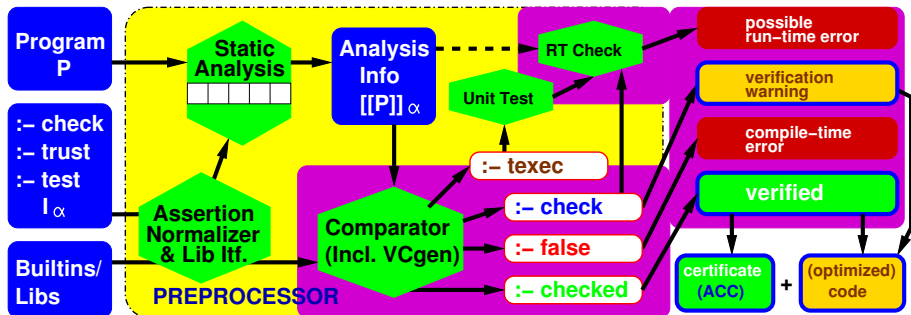 Program
P
:– check
:– trust
:– test
I α
Builtins/
Libs
Static
Analysis
Assertion
Normalizer
& Lib Itf.
PREPROCESSOR
Analysis
Info
[[P]] α
Comparator
(Incl. VCgen)
RT Check
Unit Test
:– texec
:– check
:– false
:– checked
possible
run–time error
verification
warning
compile–time
error
verified
certificate
(ACC)
+
(optimized)
code